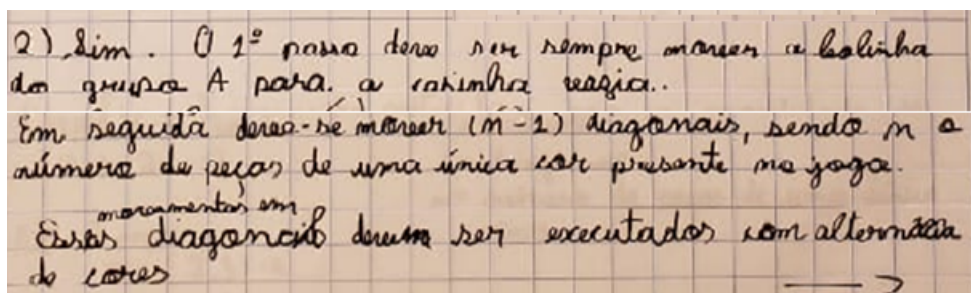 2) Sim. O 1º passo deve ser sempre mover a bolinha
do grupo A para. a casinha vazia..
Em seguida deve-se mover (n-1) diagonais, sendo n o
número de peças de uma única cor presente no jogo.
movimentos em
Essas diagonais devem ser executados com alternância
de cores